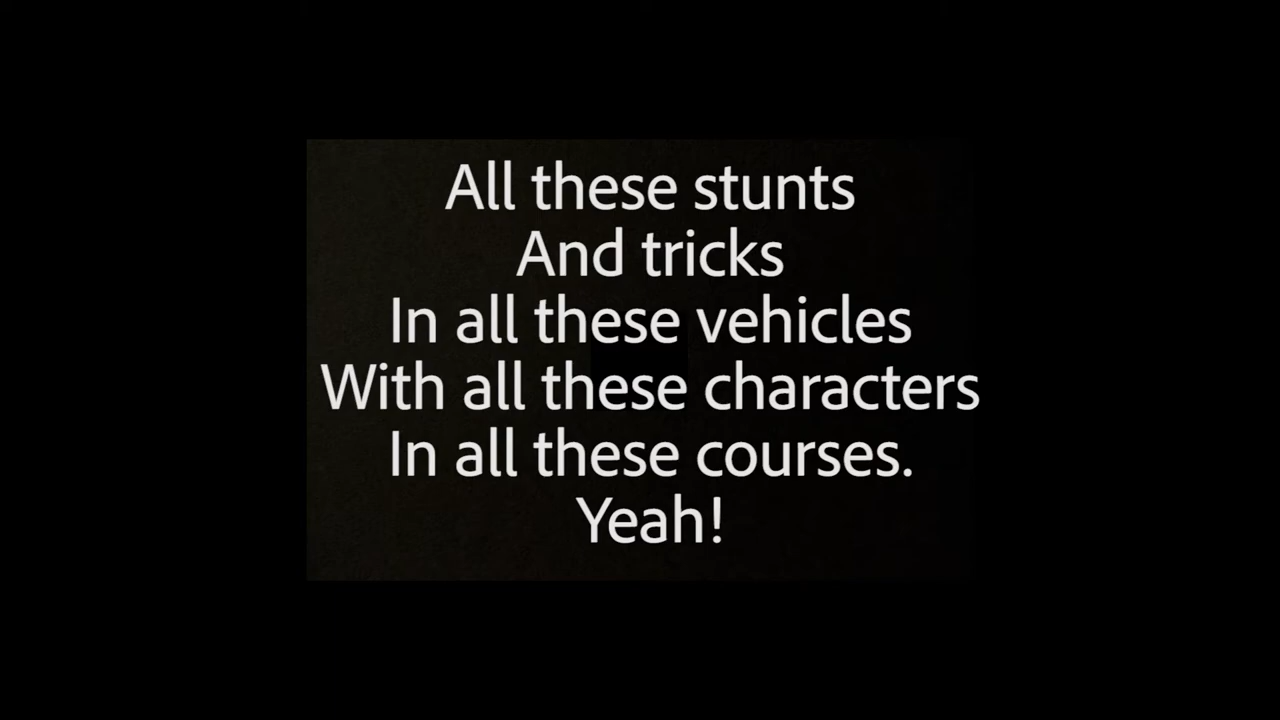 All these stunts
And tricks
In all these vehicles
With all these characters
In all these courses.
Yeah!